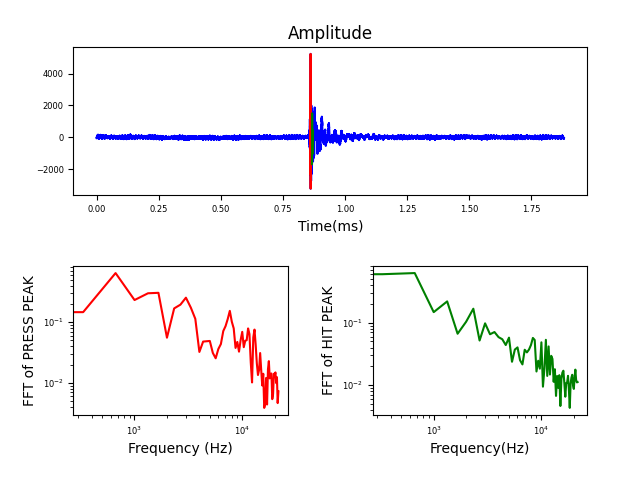 Amplitude
4000
2000
0
−2000
0.00 0.25 0.50 0.75 1.00 1.25 1.50 1.75
Time(ms)
FFT of PRESS PEAK
10⁻¹
10⁻²
10³ 10⁴
Frequency (Hz)
FFT of HIT PEAK
10⁻¹
10⁻²
10³ 10⁴
Frequency(Hz)